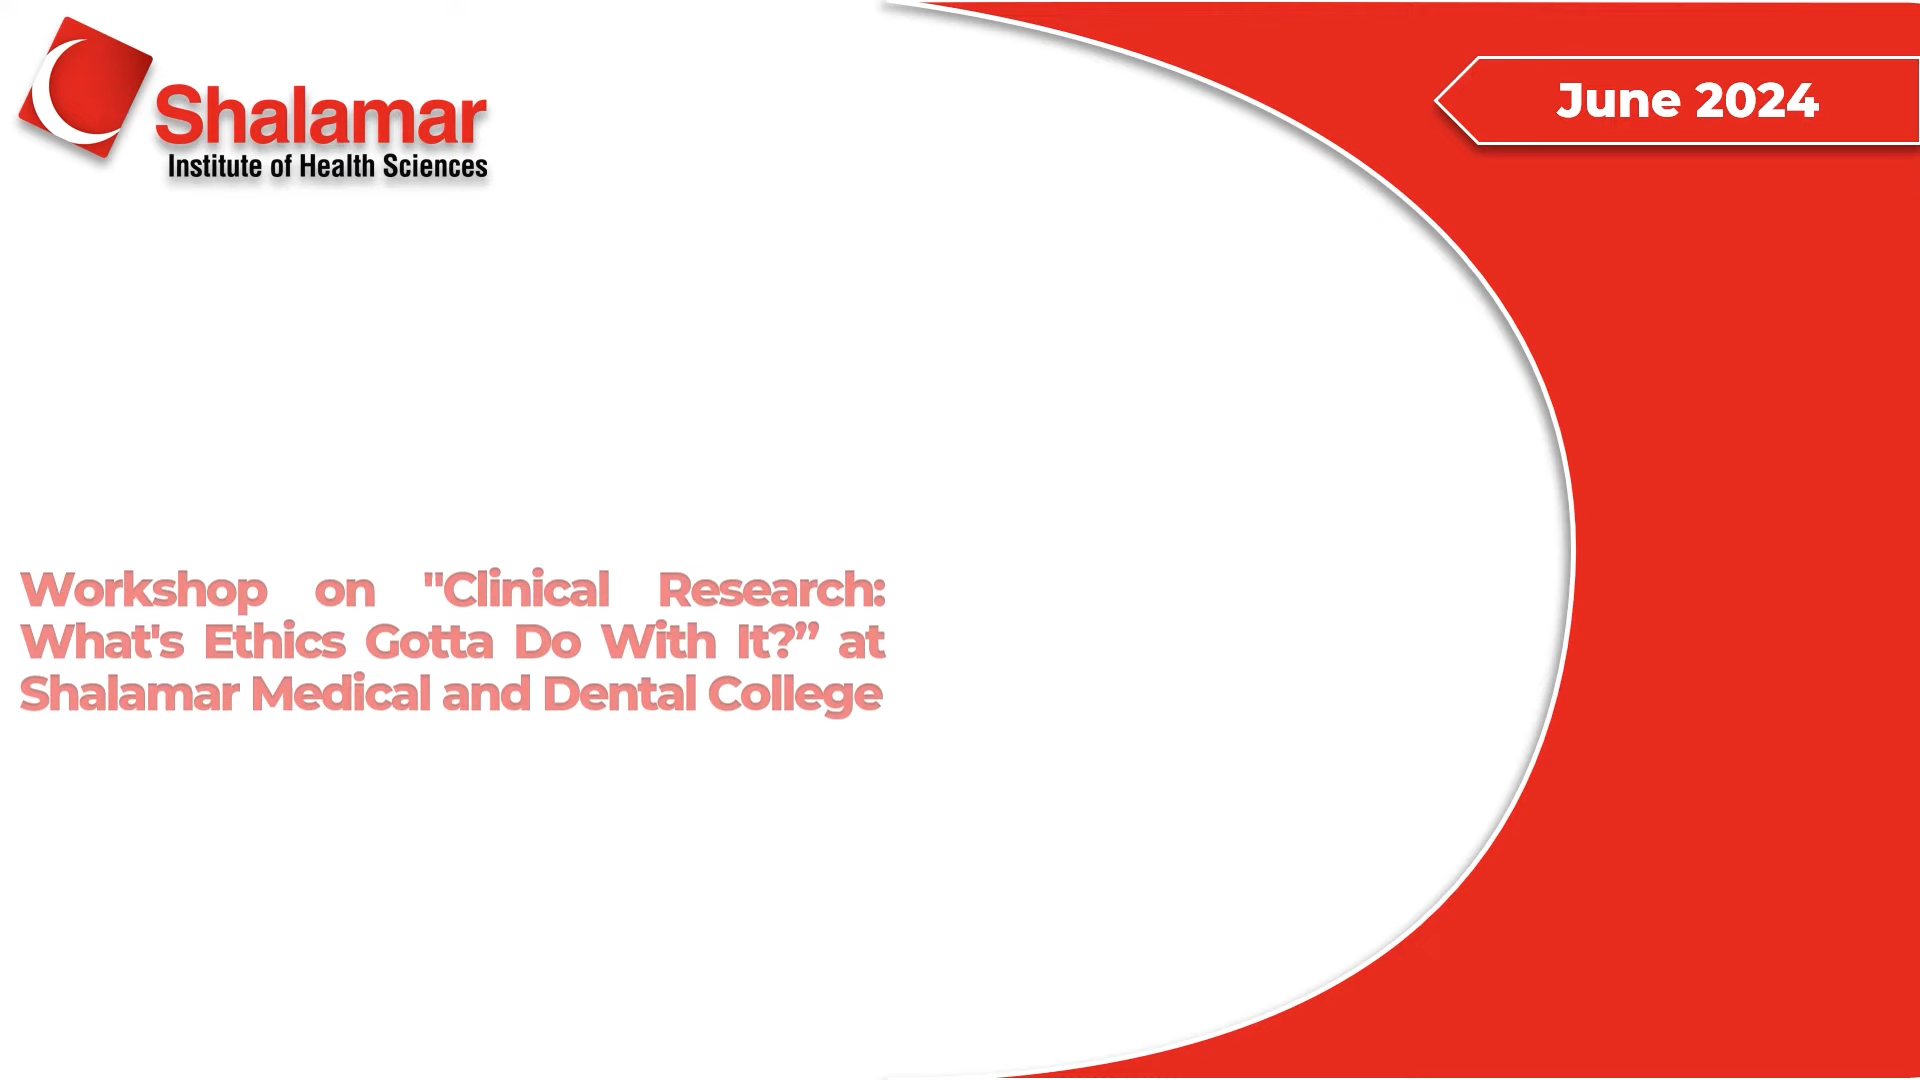 Shalamar
Institute of Health Sciences
June 2024
Workshop on "Clinical Research:
What's Ethics Gotta Do With It?” at
Shalamar Medical and Dental College